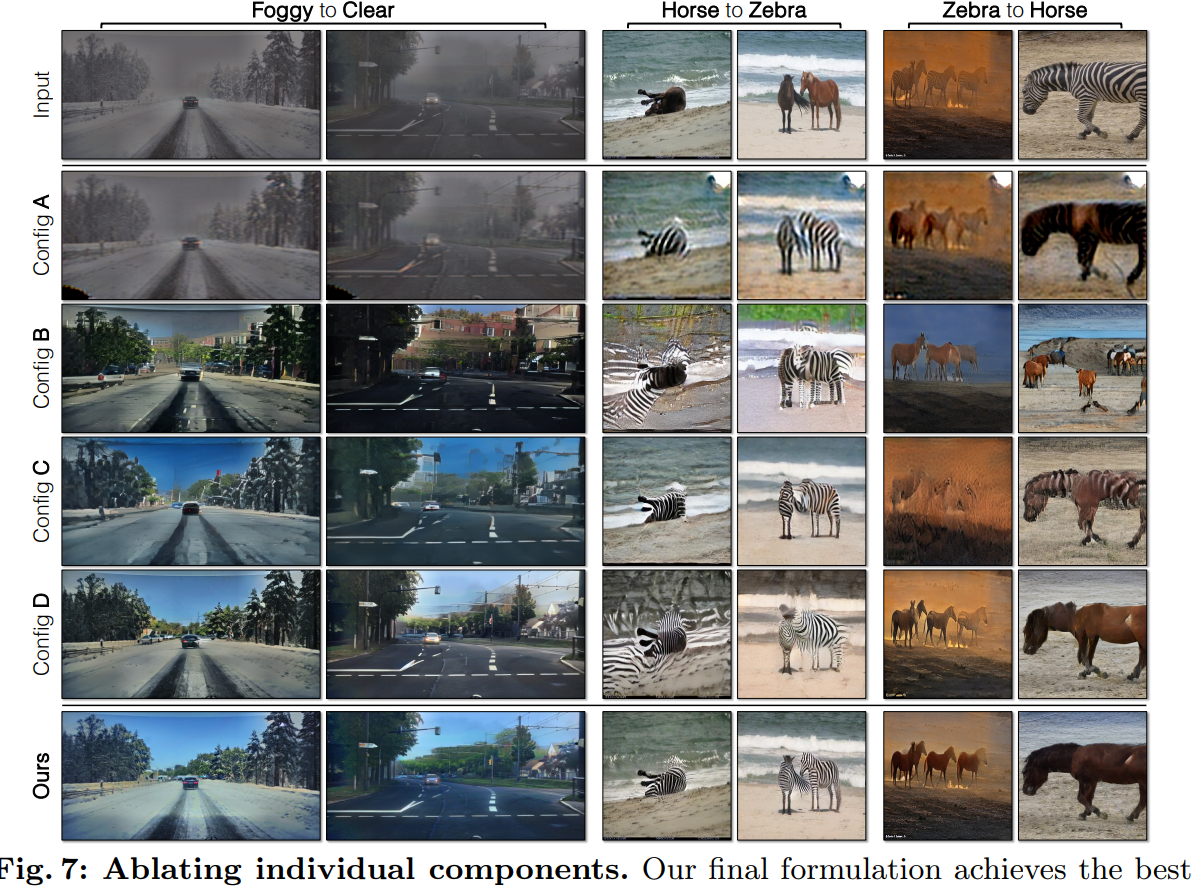 Foggy to Clear Horse to Zebra Zebra to Horse
Input
Config A
Config B
Config C
Config D
Ours
Fig. 7: Ablating individual components. Our final formulation achieves the best